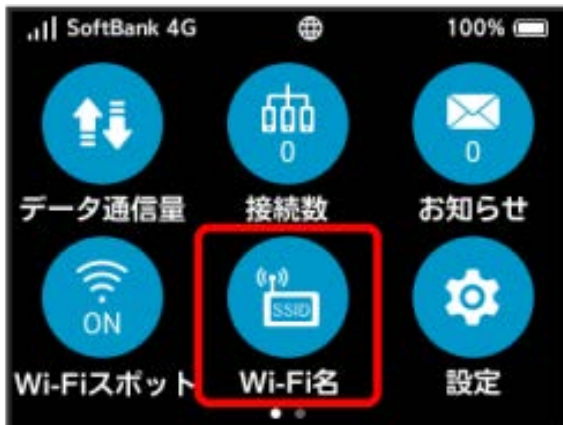 SoftBank 4G 100%
0 0
データ通信量 接続数 お知らせ
ON SSID
Wi-Fiスポット Wi-Fi名 設定